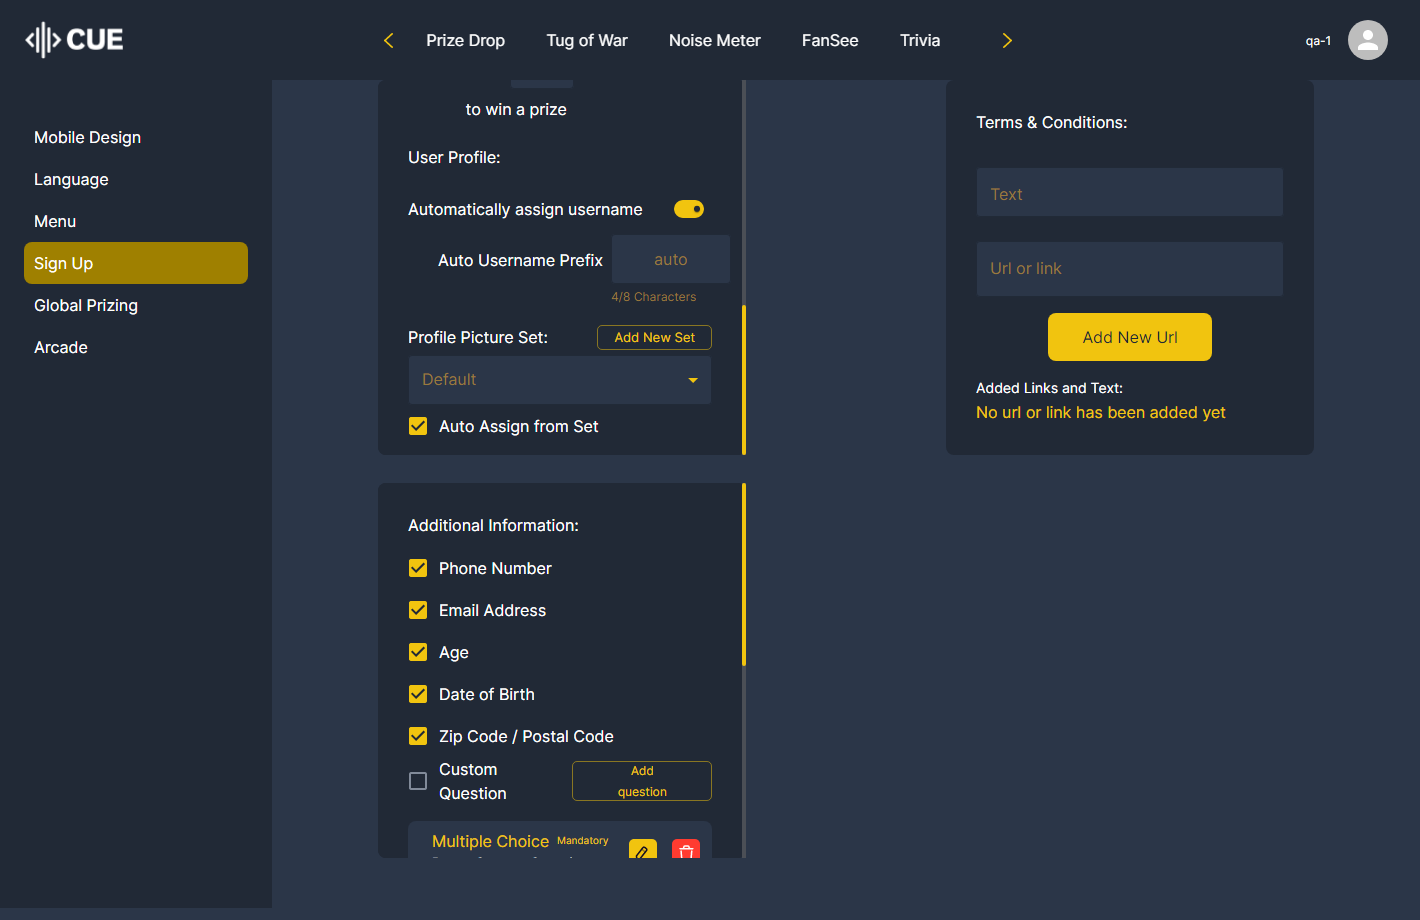 CUE
Prize Drop
Tug of War
Noise Meter
FanSee
Trivia
qa-1
Mobile Design
Language
Menu
Sign Up
Global Prizing
Arcade
to win a prize
User Profile:
Automatically assign username
Auto Username Prefix
auto
4/8 Characters
Profile Picture Set:
Add New Set
Default
Auto Assign from Set
Additional Information:
Phone Number
Email Address
Age
Date of Birth
Zip Code / Postal Code
Custom
Question
Add
question
Multiple Choice
Mandatory
Terms & Conditions:
Text
Url or link
Add New Url
Added Links and Text:
No url or link has been added yet